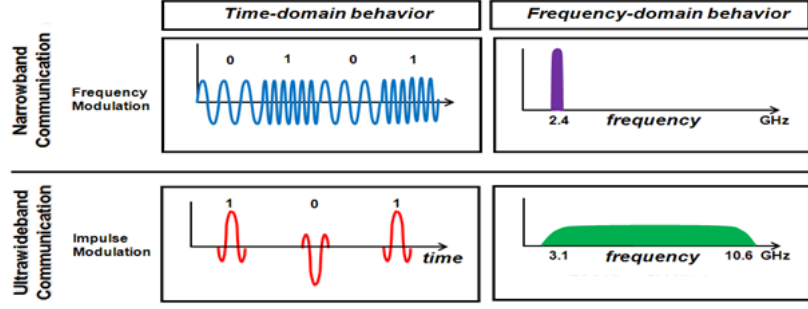 Time-domain behavior
Frequency-domain behavior
Narrowband
Communication
Frequency
Modulation
0 1 0 1
2.4 frequency GHz
Ultrawideband
Communication
Impulse
Modulation
1 0 1
time
3.1 frequency 10.6 GHz